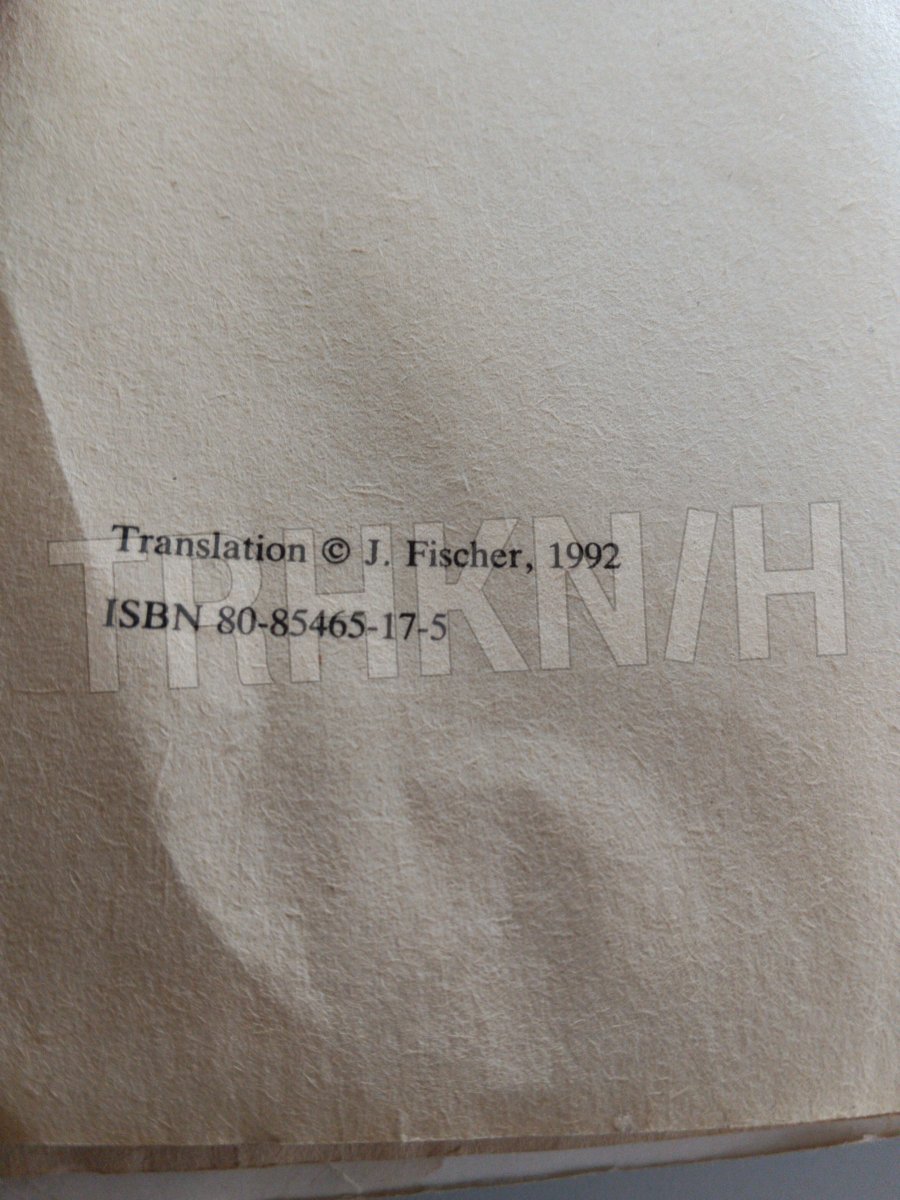 Translation © J. Fischer, 1992
ISBN 80-85465-17-5
TRHKN/H